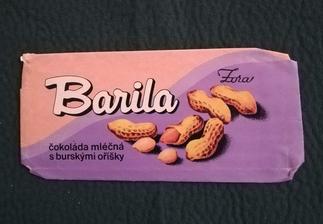 Zora
Barila
čokoláda mléčná
s burskými oříšky